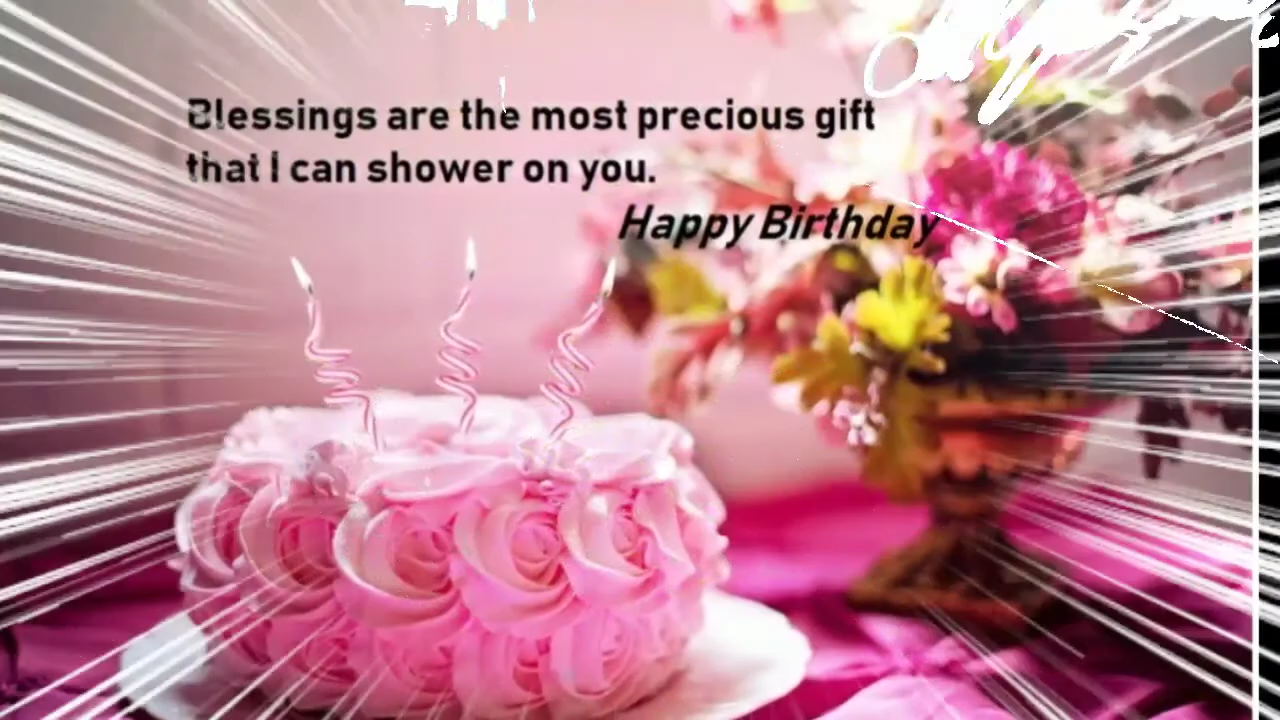 Blessings are the most precious gift
that I can shower on you.
Happy Birthday